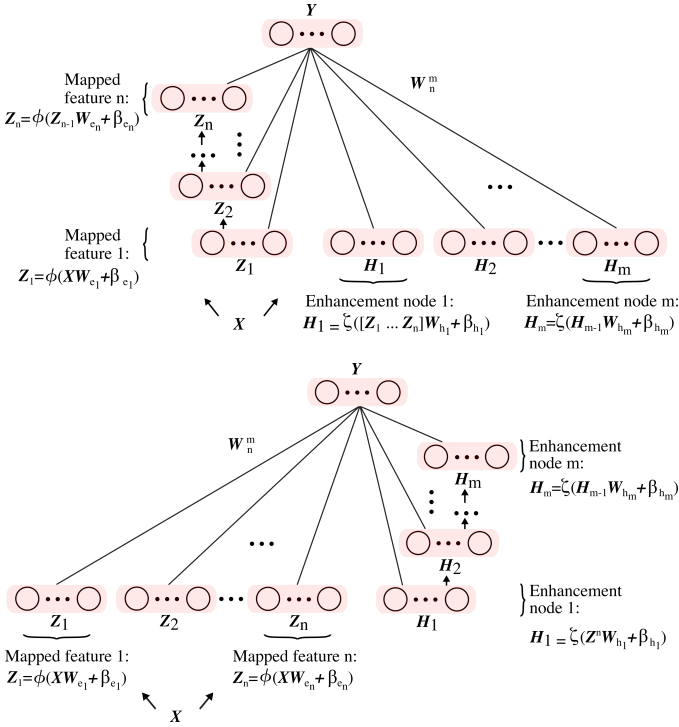 Y
W_n^m
Mapped
feature n:
Z_n=ϕ(Z_{n-1}W_{e_n}+β_{e_n})
Z_n
Z_2
Mapped
feature 1:
Z_1=ϕ(XW_{e_1}+β_{e_1})
Z_1 H_1 H_2 H_m
X
Enhancement node 1: Enhancement node m:
H_1=ζ([Z_1 ... Z_n]W_{h_1}+β_{h_1}) H_m=ζ(H_{m-1}W_{h_m}+β_{h_m})
Y
W_n^m
Enhancement
node m:
H_m
H_m=ζ(H_{m-1}W_{h_m}+β_{h_m})
H_2
Enhancement
node 1:
Z_1 Z_2 Z_n H_1
H_1=ζ(Z^nW_{h_1}+β_{h_1})
Mapped feature 1: Mapped feature n:
Z_1=ϕ(XW_{e_1}+β_{e_1}) Z_n=ϕ(XW_{e_n}+β_{e_n})
X